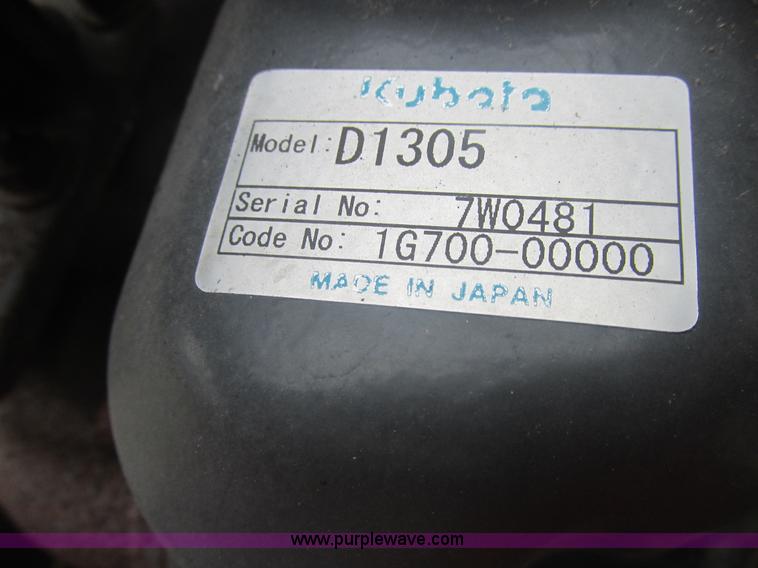 Kubota
Model: D1305
Serial No: 7W0481
Code No: 1G700-00000
MADE IN JAPAN
www.purplewave.com